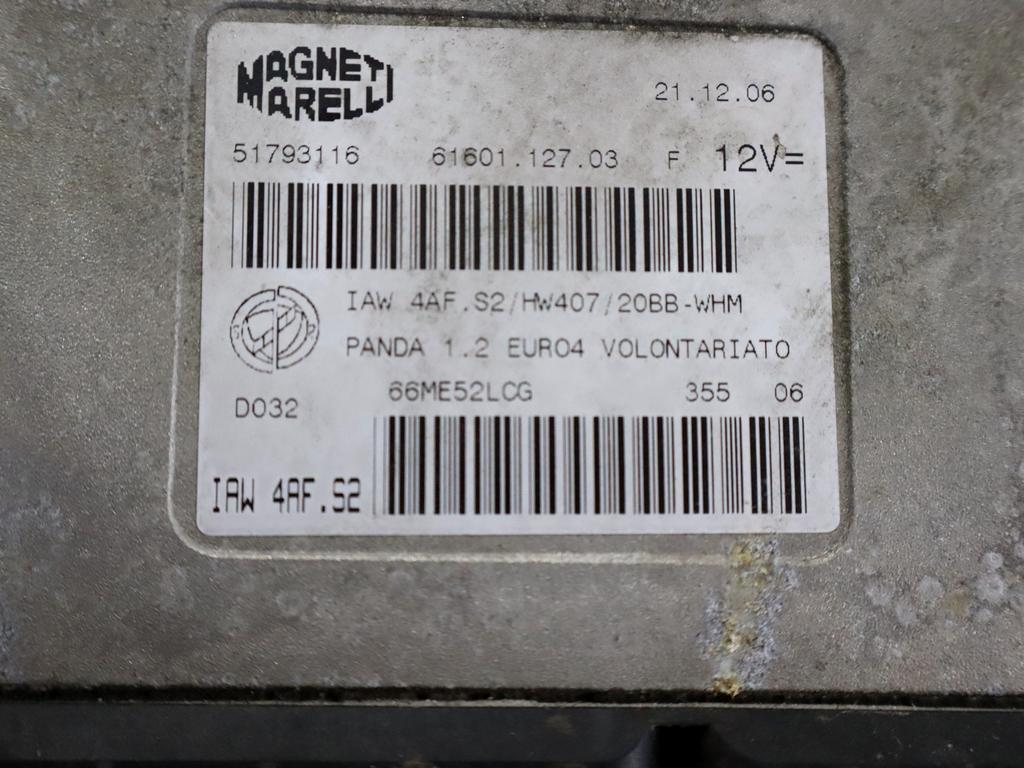 MAGNETI
MARELLI
21.12.06
51793116 61601.127.03 F 12V=
IAW 4AF.S2/HW407/20BB-WHM
PANDA 1.2 EURO4 VOLONTARIATO
66ME52LCG 355 06
D032
IAW 4AF.S2